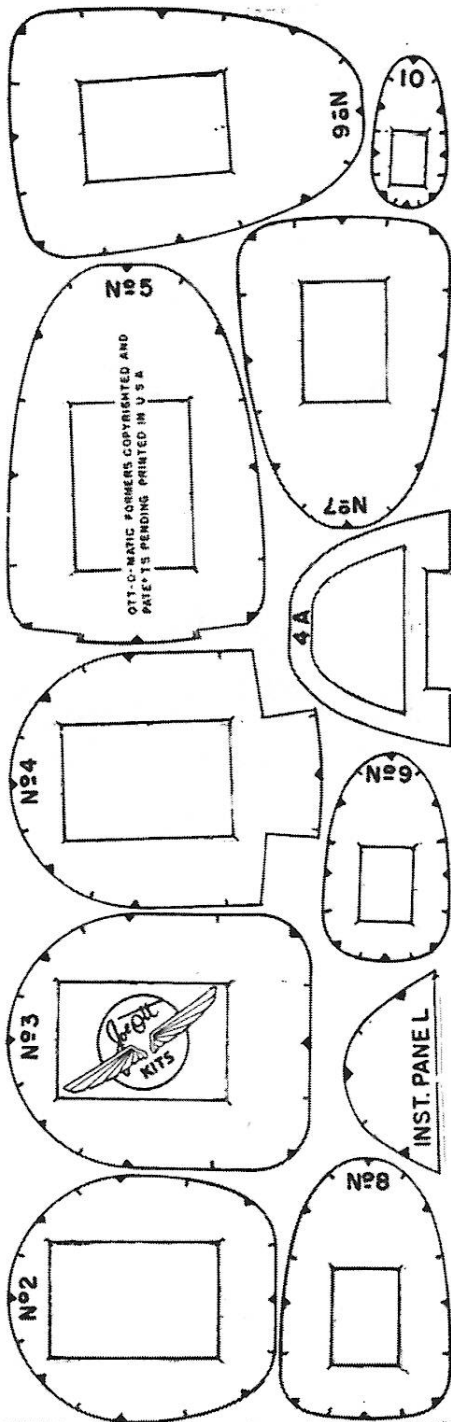 Nº6
10
Nº5
OTT-O-MATIC FORMERS COPYRIGHTED AND
PATENTS PENDING PRINTED IN U S A
Nº7
4A
Nº4
Nº9
Nº3
Joe Ott
KITS
INST. PANEL
Nº2
Nº8